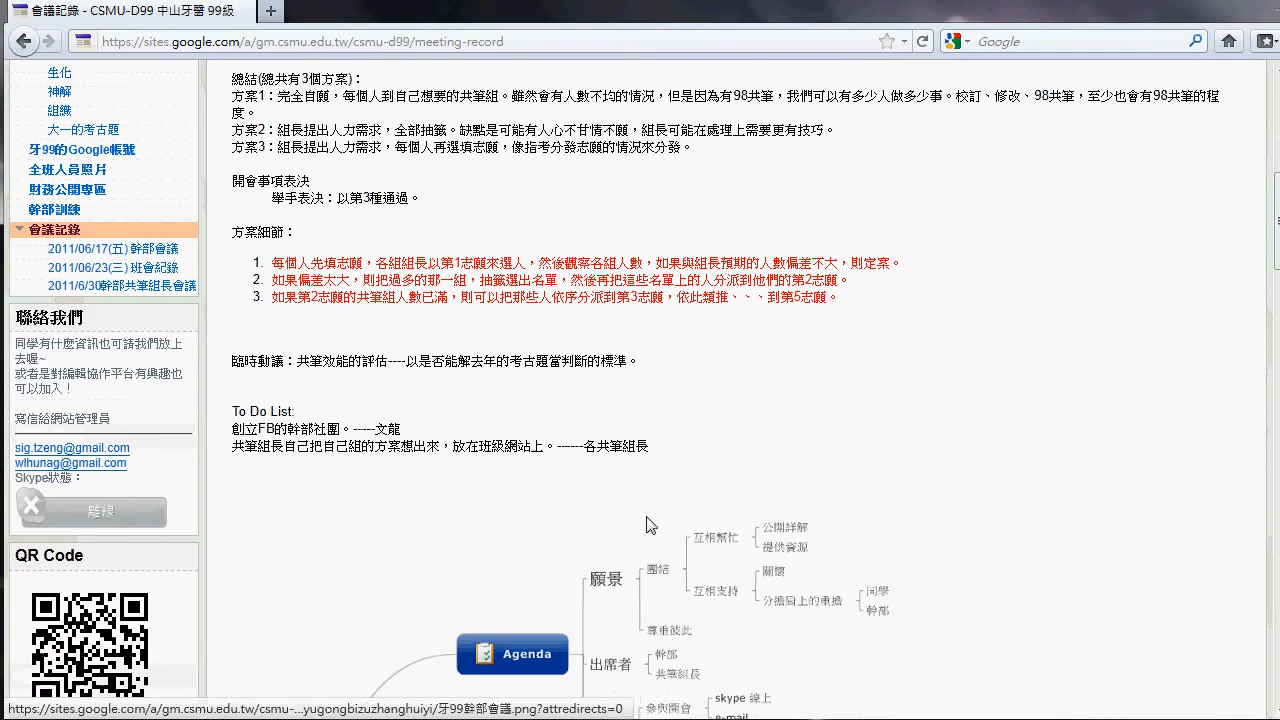 會議記錄 - CSMU-D99 中山牙醫 99級
https://sites.google.com/a/gm.csmu.edu.tw/csmu-d99/meeting-record
Google
生化
神解
組織
大一的考古題
牙99的Google帳號
全班人員照片
財務公開專區
幹部訓練
會議記錄
2011/06/17(五) 幹部會議
2011/06/23(三) 班會紀錄
2011/6/30幹部共筆組長會議
聯絡我們
同學有什麼資訊也可請我們放上
去喔~
或者是對編輯協作平台有興趣也
可以加入！
寫信給網站管理員
sig.tzeng@gmail.com
wlhunag@gmail.com
Skype狀態：
離線
QR Code
總結(總共有3個方案)：
方案1：完全自願，每個人到自己想要的共筆組。雖然會有人數不均的情況，但是因為有98共筆，我們可以有多少人做多少事。校訂、修改、98共筆，至少也會有98共筆的程
度。
方案2：組長提出人力需求，全部抽籤。缺點是可能有人心不甘情不願，組長可能在處理上需要更有技巧。
方案3：組長提出人力需求，每個人再選填志願，像指考分發志願的情況來分發。
開會事項表決
舉手表決：以第3種通過。
方案細節：
1. 每個人先填志願，各組組長以第1志願來選人，然後觀察各組人數，如果與組長預期的人數偏差不大，則定案。
2. 如果偏差太大，則把過多的那一組，抽籤選出名單，然後再把這些名單上的人分派到他們的第2志願。
3. 如果第2志願的共筆組人數已滿，則可以把那些人依序分派到第3志願，依此類推、、、到第5志願。
臨時動議：共筆效能的評估----以是否能解去年的考古題當判斷的標準。
To Do List:
創立FB的幹部社團。-----文龍
共筆組長自己把自己組的方案想出來，放在班級網站上。------各共筆組長
Agenda
願景
團結
互相幫忙
公開詳解
提供資源
互相支持
關懷
分擔肩上的重擔
同學
幹部
尊重彼此
出席者
幹部
共筆組長
參與開會
skype 線上
e-mail
https://sites.google.com/a/gm.csmu.edu.tw/csmu-...yugongbizuzhanghuiyi/牙99幹部會議.png?attredirects=0